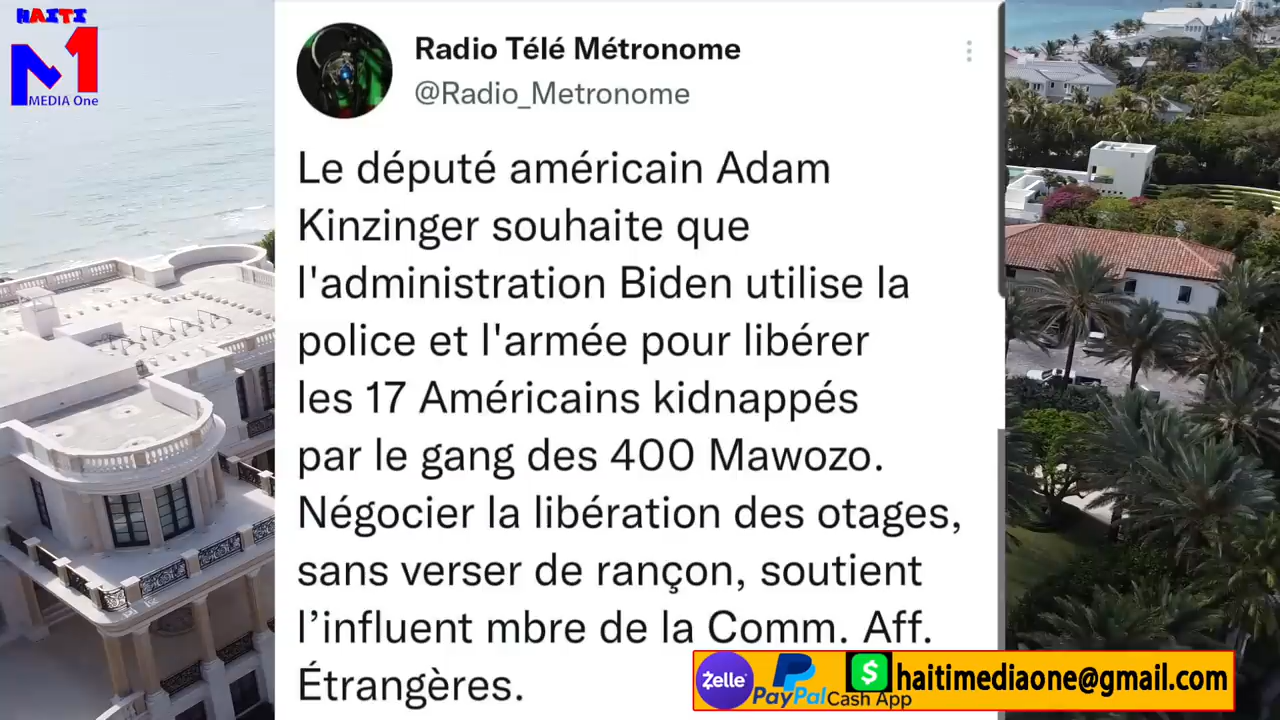 HAITI
M1
MEDIA One
Radio Télé Métronome
@Radio_Metronome
Le député américain Adam
Kinzinger souhaite que
l'administration Biden utilise la
police et l'armée pour libérer
les 17 Américains kidnappés
par le gang des 400 Mawozo.
Négocier la libération des otages,
sans verser de rançon, soutient
l’influent mbre de la Comm. Aff.
Étrangères.
Zelle
PayPal
$
Cash App
haitimediaone@gmail.com